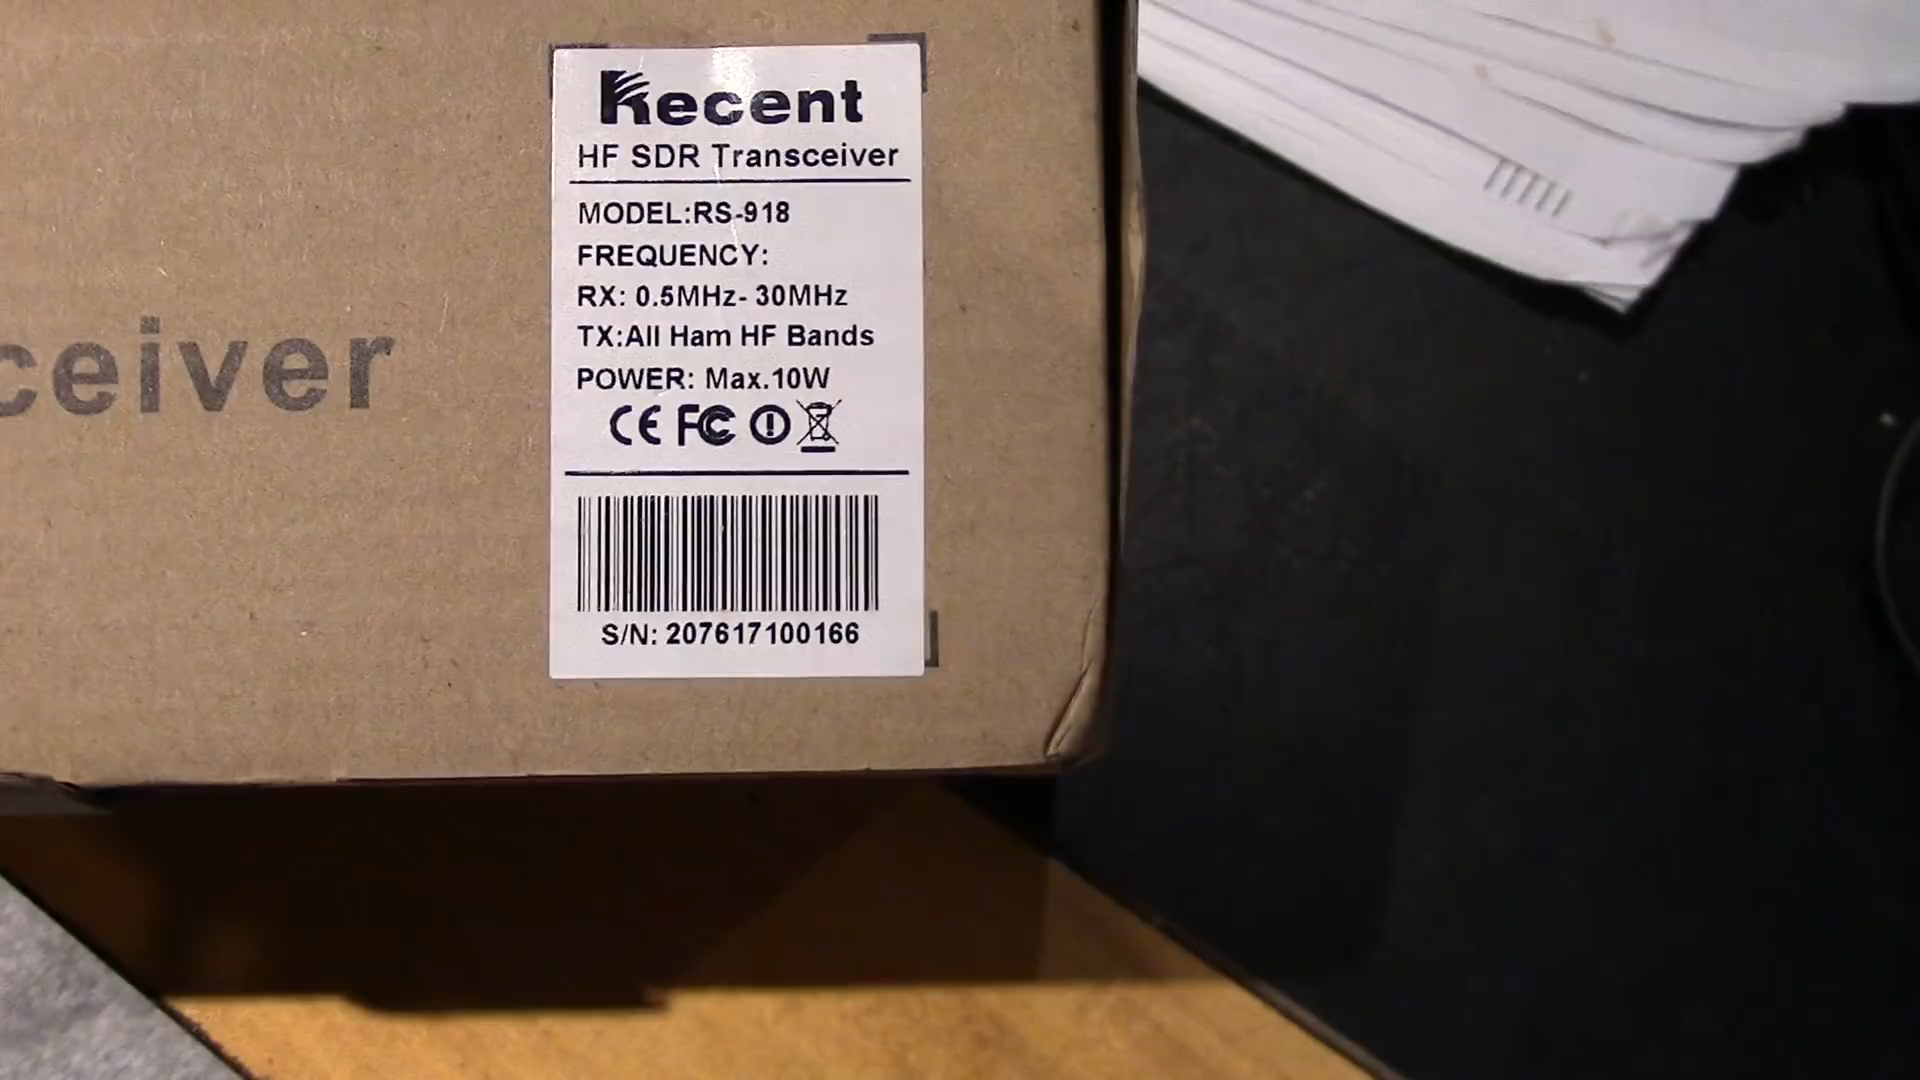 Recent
HF SDR Transceiver
MODEL:RS-918
FREQUENCY:
RX: 0.5MHz- 30MHz
TX:All Ham HF Bands
POWER: Max.10W
CE FC
S/N: 207617100166
ceiver